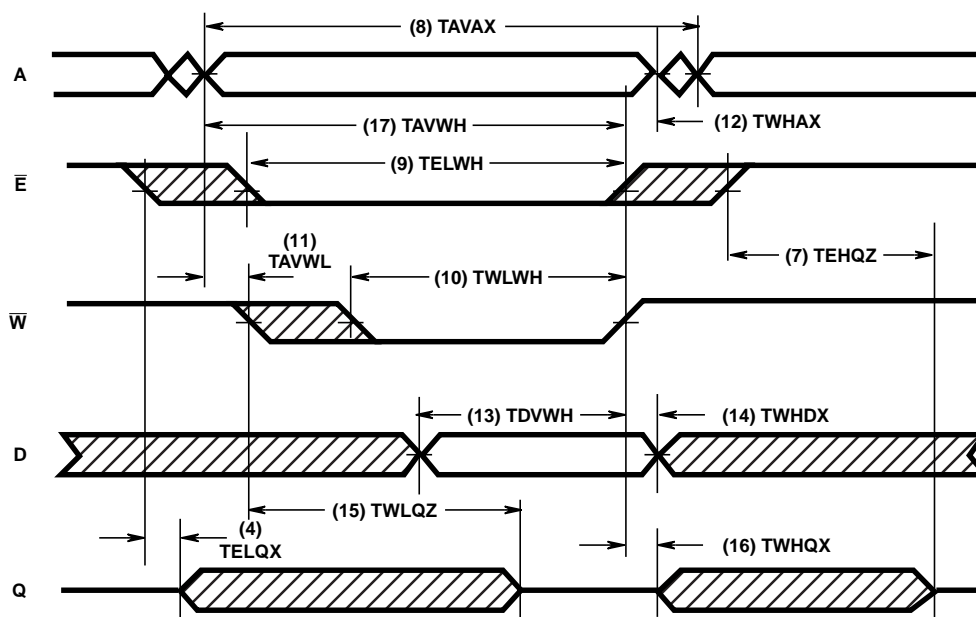 (8) TAVAX
A
(17) TAVWH
(12) TWHAX
(9) TELWH
E̅
(11)
TAVWL
(10) TWLWH
(7) TEHQZ
W̅
(13) TDVWH
(14) TWHDX
D
(15) TWLQZ
(4)
TELQX
(16) TWHQX
Q